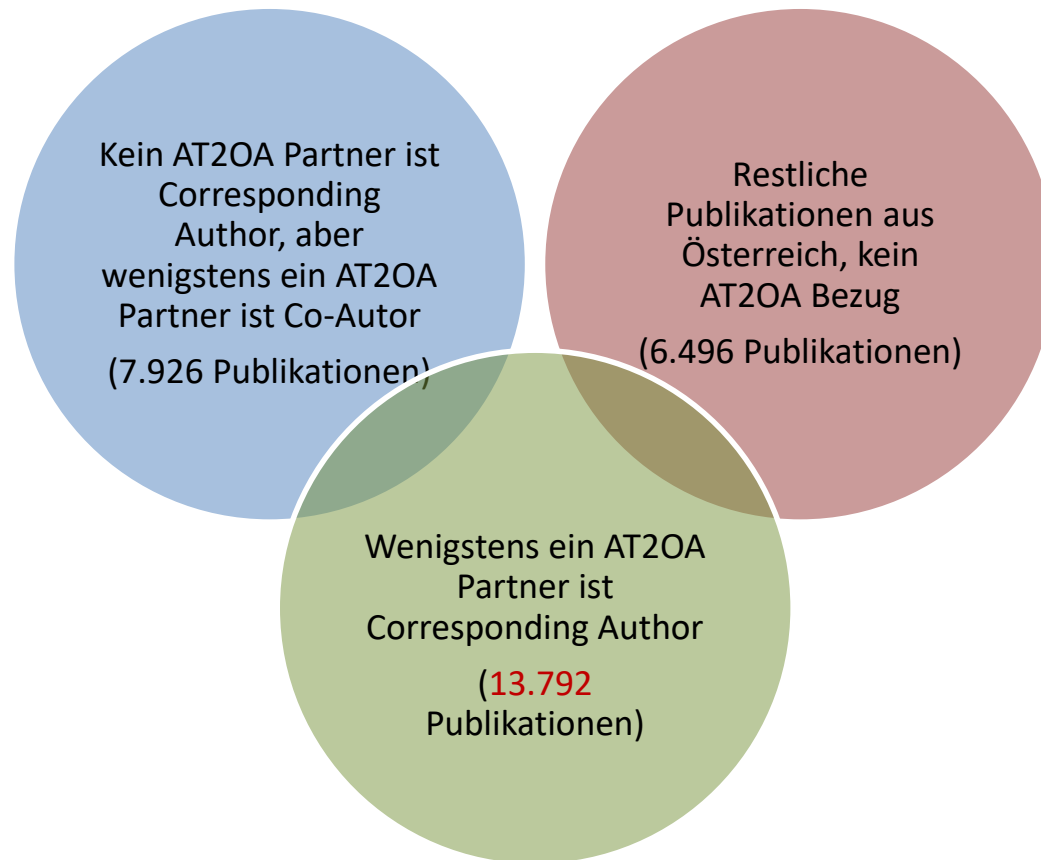 Kein AT2OA Partner ist
Corresponding
Author, aber
wenigstens ein AT2OA
Partner ist Co-Autor
(7.926 Publikationen)
Restliche
Publikationen aus
Österreich, kein
AT2OA Bezug
(6.496 Publikationen)
Wenigstens ein AT2OA
Partner ist
Corresponding Author
(13.792
Publikationen)